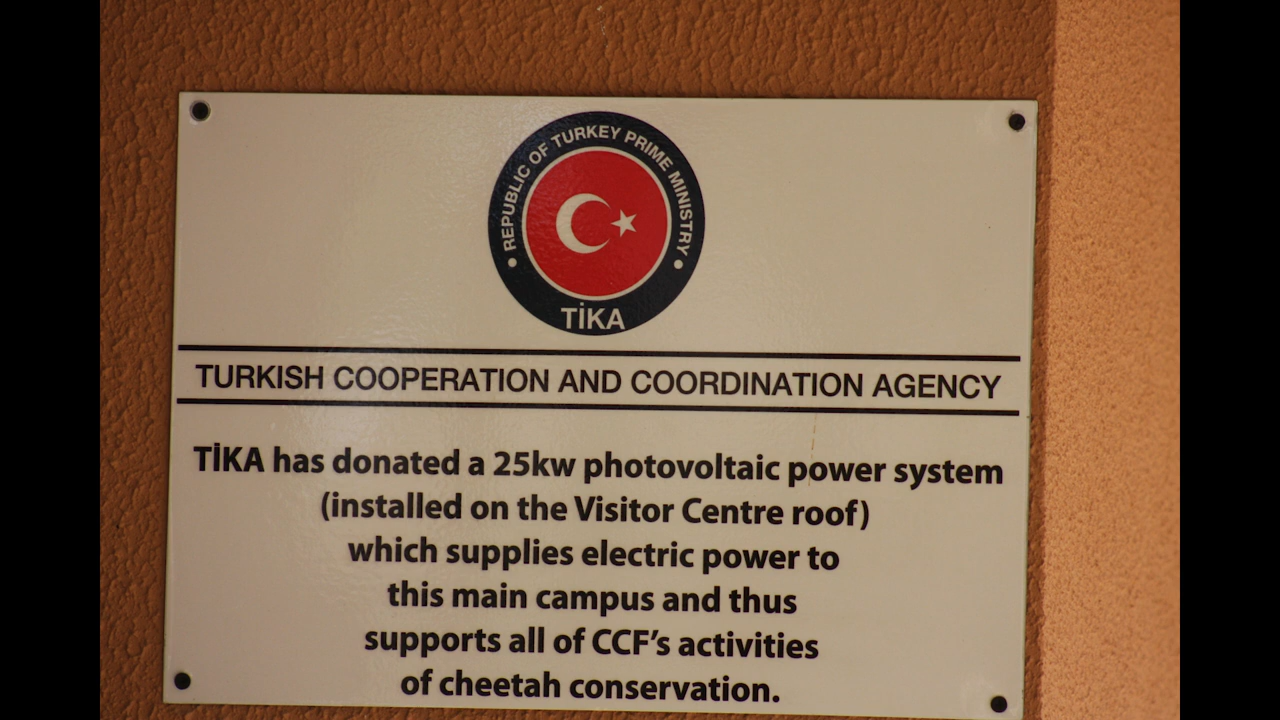 • REPUBLIC OF TURKEY PRIME MINISTRY •
TİKA
TURKISH COOPERATION AND COORDINATION AGENCY
TİKA has donated a 25kw photovoltaic power system
(installed on the Visitor Centre roof)
which supplies electric power to
this main campus and thus
supports all of CCF's activities
of cheetah conservation.